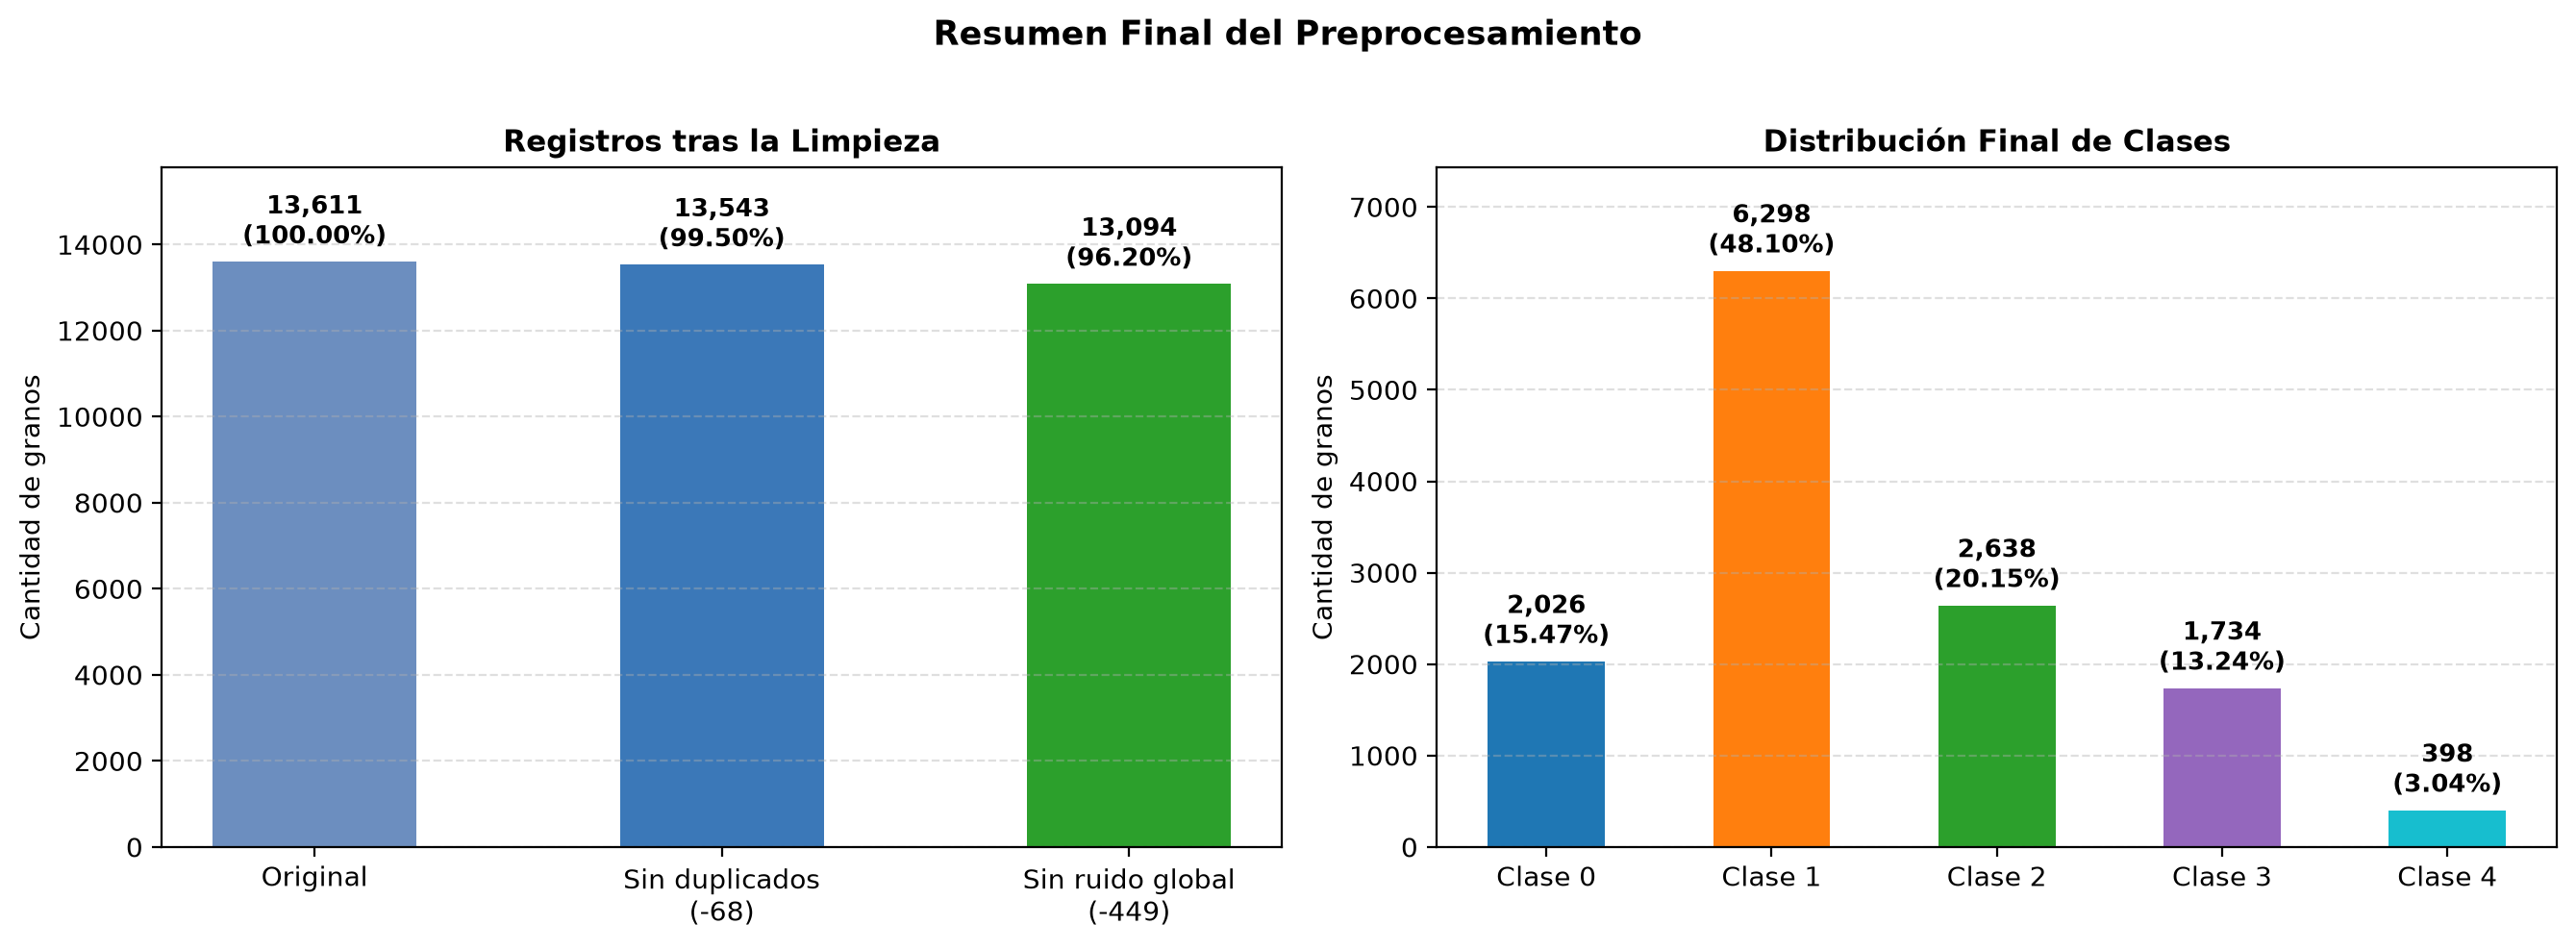 Resumen Final del Preprocesamiento
Registros tras la Limpieza
Cantidad de granos
14000
12000
10000
8000
6000
4000
2000
0
13,611
(100.00%)
13,543
(99.50%)
13,094
(96.20%)
Original
Sin duplicados
(-68)
Sin ruido global
(-449)
Distribución Final de Clases
Cantidad de granos
7000
6000
5000
4000
3000
2000
1000
0
2,026
(15.47%)
6,298
(48.10%)
2,638
(20.15%)
1,734
(13.24%)
398
(3.04%)
Clase 0
Clase 1
Clase 2
Clase 3
Clase 4